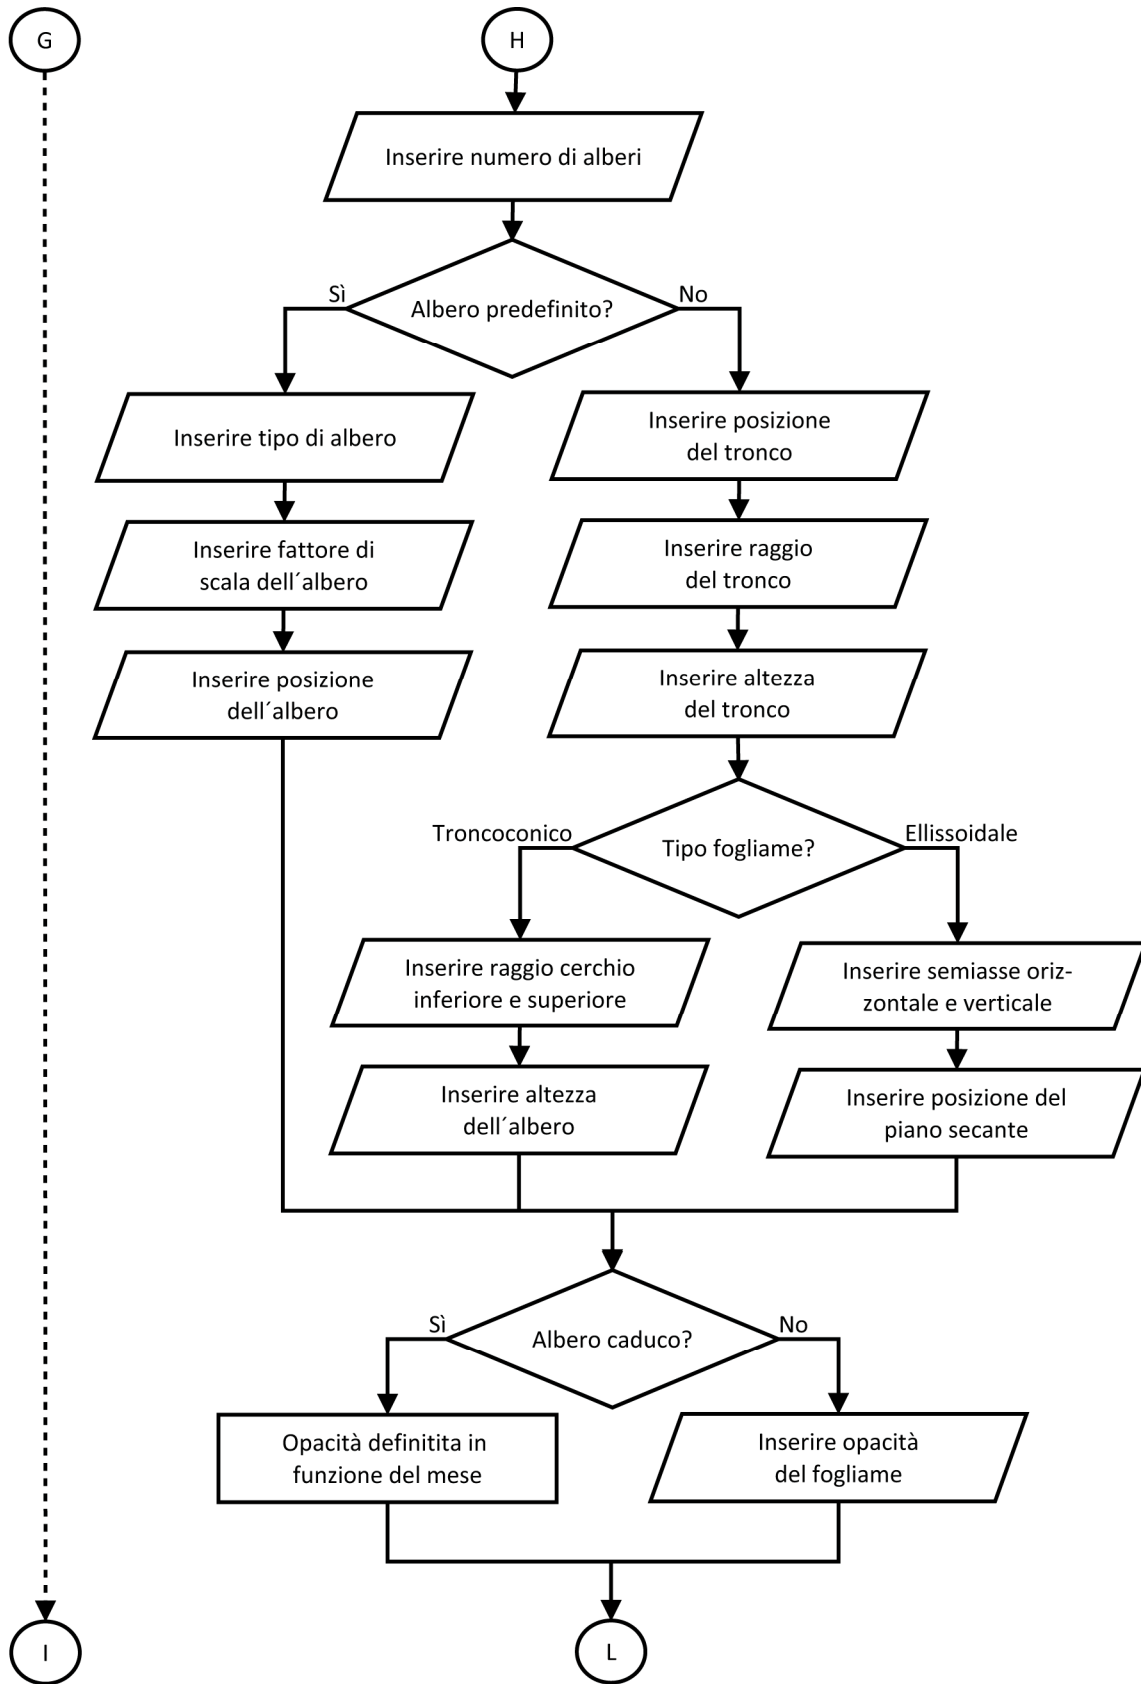 G
H
Inserire numero di alberi
Albero predefinito?
Sì
No
Inserire tipo di albero
Inserire fattore di
scala dell´albero
Inserire posizione
dell´albero
Inserire posizione
del tronco
Inserire raggio
del tronco
Inserire altezza
del tronco
Tipo fogliame?
Troncoconico
Ellissoidale
Inserire raggio cerchio
inferiore e superiore
Inserire altezza
dell´albero
Inserire semiasse oriz-
zontale e verticale
Inserire posizione del
piano secante
Albero caduco?
Sì
No
Opacità definitita in
funzione del mese
Inserire opacità
del fogliame
I
L